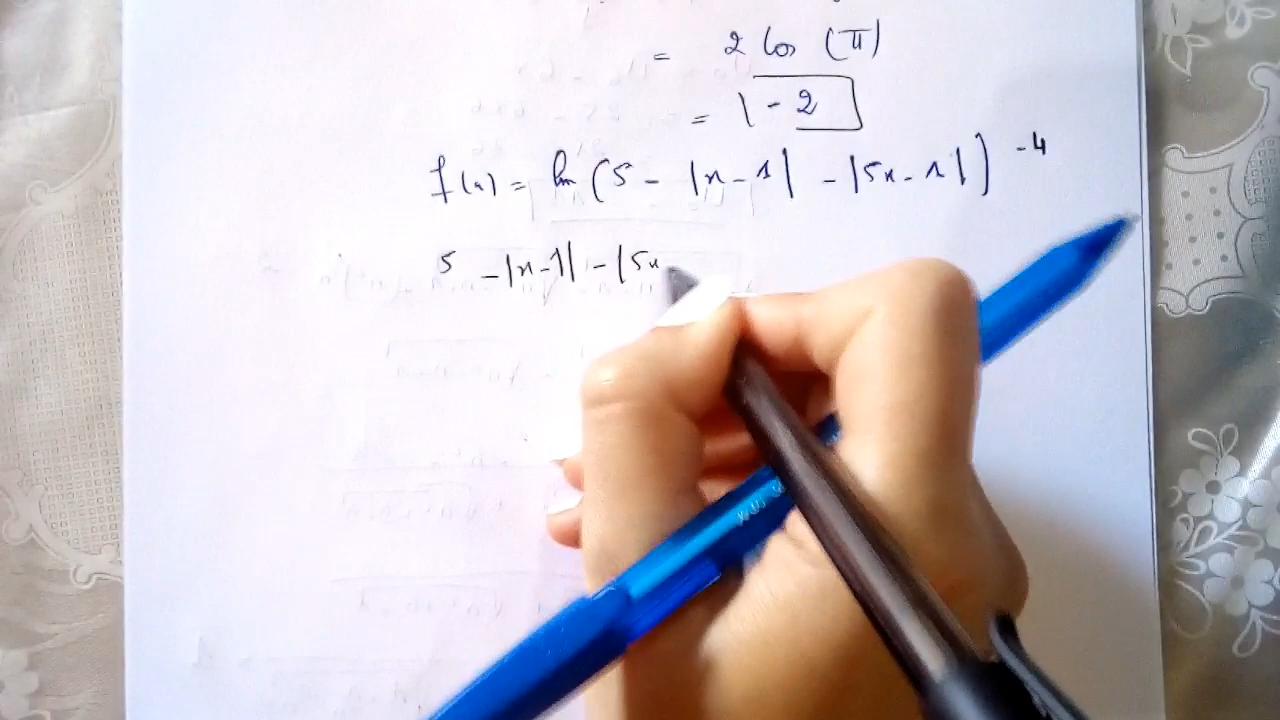 = 2 cos (π)
= -2
f(x) = ln(5 - |x - 1| - |5x - 1|)^-4
5 - |x - 1| - |5x